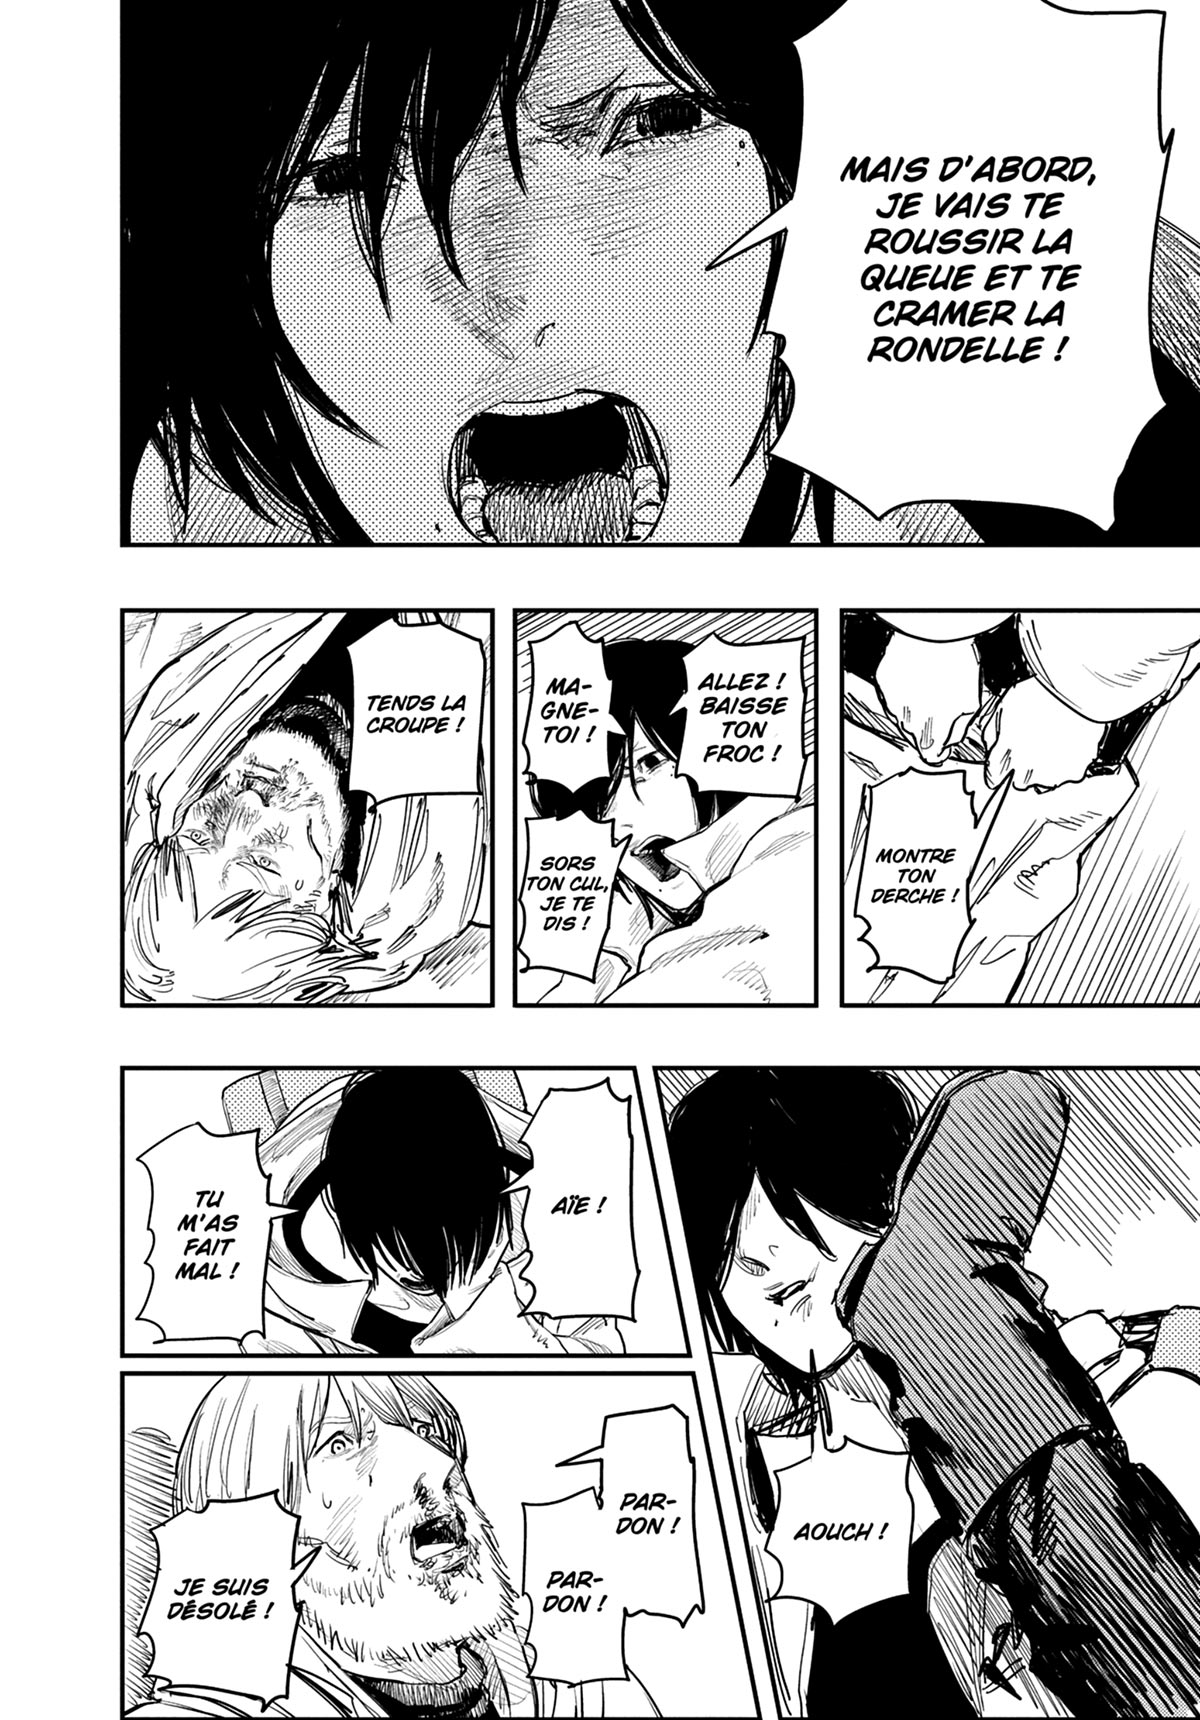 MAIS D'ABORD,
JE VAIS TE
ROUSSIR LA
QUEUE ET TE
CRAMER LA
RONDELLE !
MONTRE
TON
DERCHE !
ALLEZ !
BAISSE
TON
FROC !
MA-
GNE-
TOI !
SORS
TON CUL,
JE TE
DIS !
TENDS LA
CROUPE !
AOUCH !
AÏE !
TU
M'AS
FAIT
MAL !
PAR-
DON !
PAR-
DON !
JE SUIS
DÉSOLÉ !